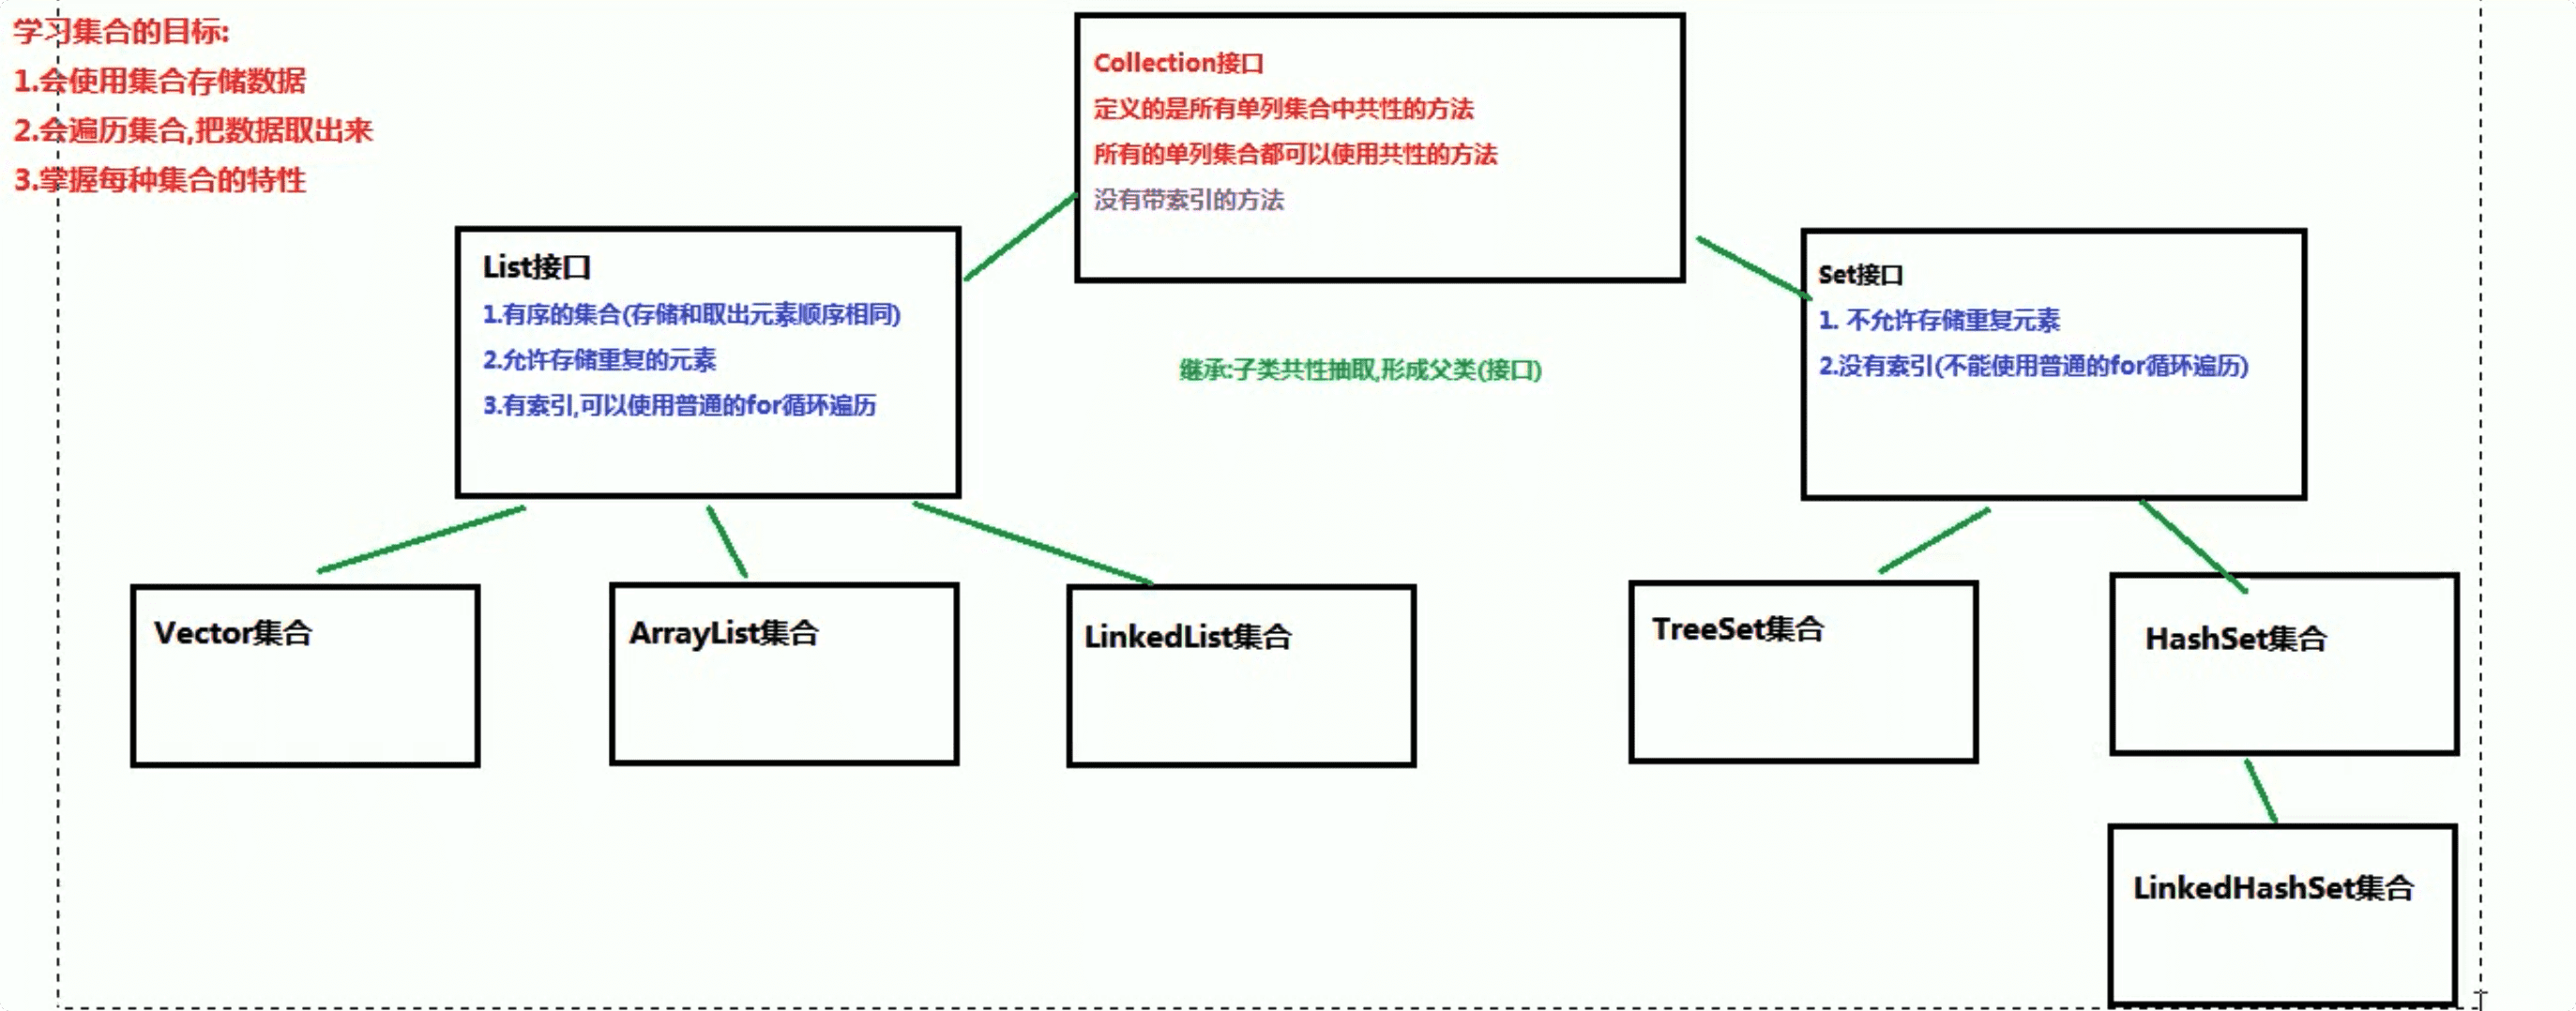 学习集合的目标:
1.会使用集合存储数据
2.会遍历集合,把数据取出来
3.掌握每种集合的特性
Collection接口
定义的是所有单列集合中共性的方法
所有的单列集合都可以使用共性的方法
没有带索引的方法
List接口
1.有序的集合(存储和取出元素顺序相同)
2.允许存储重复的元素
3.有索引,可以使用普通的for循环遍历
继承:子类共性抽取,形成父类(接口)
Set接口
1. 不允许存储重复元素
2.没有索引(不能使用普通的for循环遍历)
Vector集合
ArrayList集合
LinkedList集合
TreeSet集合
HashSet集合
LinkedHashSet集合